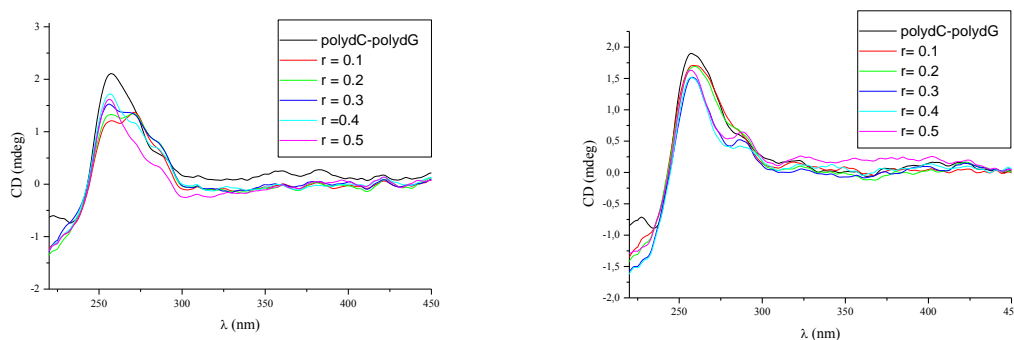 3
2
1
0
-1
-2
250
300
350
400
450
CD (mdeg)
λ (nm)
polydC-polydG
r = 0.1
r = 0.2
r = 0.3
r =0.4
r = 0.5
2,5
2,0
1,5
1,0
0,5
0,0
-0,5
-1,0
-1,5
2,0
250
300
350
400
450
CD (mdeg)
λ (nm)
polydC-polydG
r= 0.1
r= 0.2
r= 0.3
r= 0.4
r= 0.5